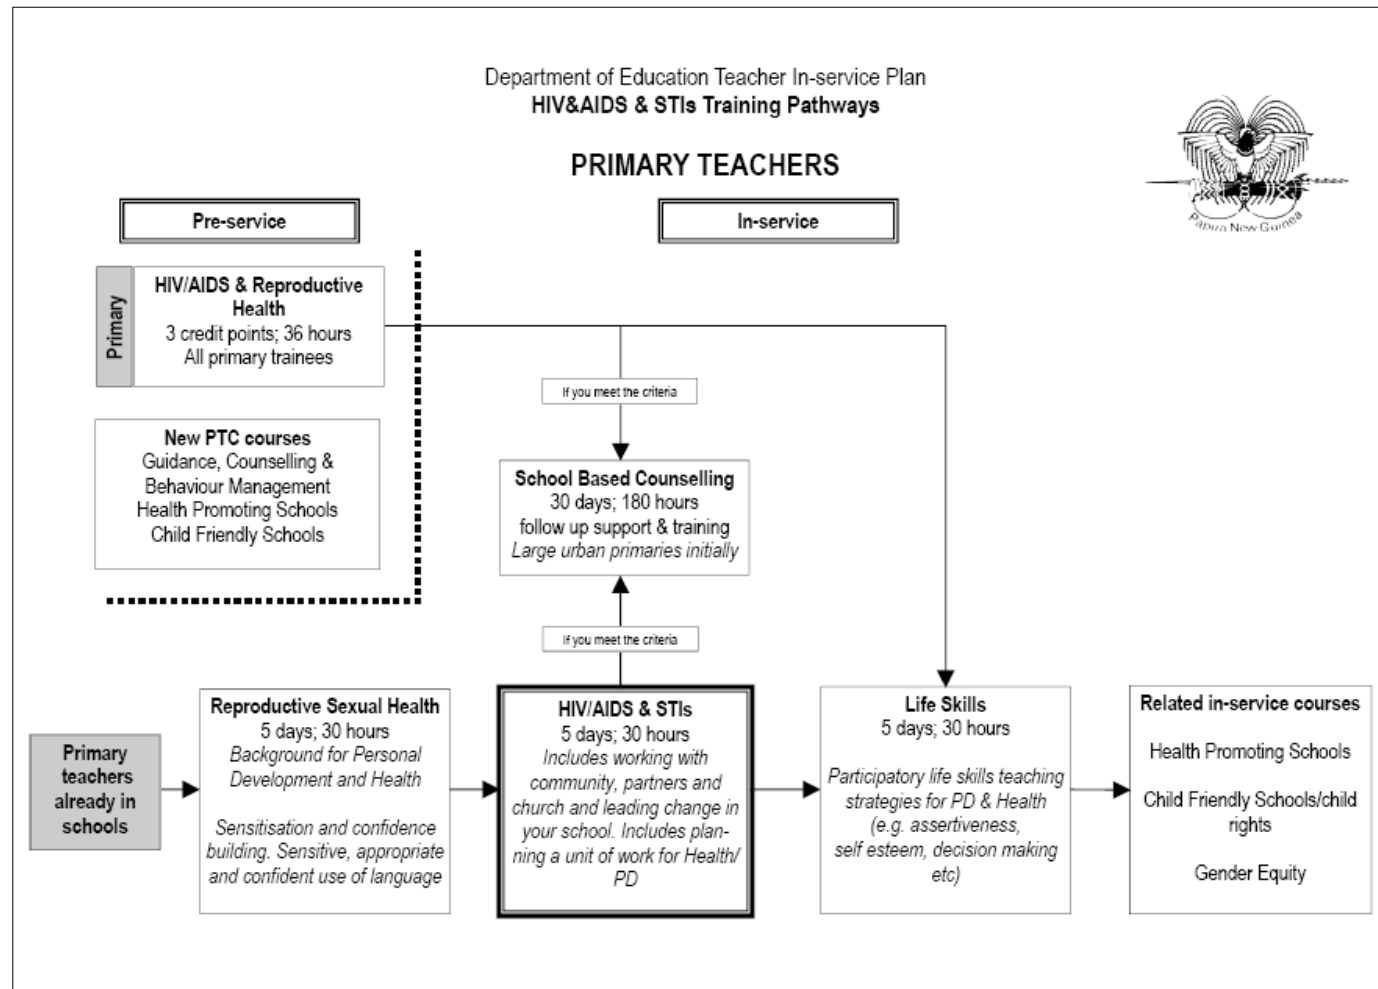 Department of Education Teacher In-service Plan
HIV&AIDS & STIs Training Pathways
PRIMARY TEACHERS
Papua New Guinea
Pre-service
In-service
Primary
HIV/AIDS & Reproductive
Health
3 credit points; 36 hours
All primary trainees
If you meet the criteria
New PTC courses
Guidance, Counselling &
Behaviour Management
Health Promoting Schools
Child Friendly Schools
School Based Counselling
30 days; 180 hours
follow up support & training
Large urban primaries initially
If you meet the criteria
Primary
teachers
already in
schools
Reproductive Sexual Health
5 days; 30 hours
Background for Personal
Development and Health
Sensitisation and confidence
building. Sensitive, appropriate
and confident use of language
HIV/AIDS & STIs
5 days; 30 hours
Includes working with
community, partners and
church and leading change in
your school. Includes plan-
ning a unit of work for Health/
PD
Life Skills
5 days; 30 hours
Participatory life skills teaching
strategies for PD & Health
(e.g. assertiveness,
self esteem, decision making
etc)
Related in-service courses
Health Promoting Schools
Child Friendly Schools/child
rights
Gender Equity